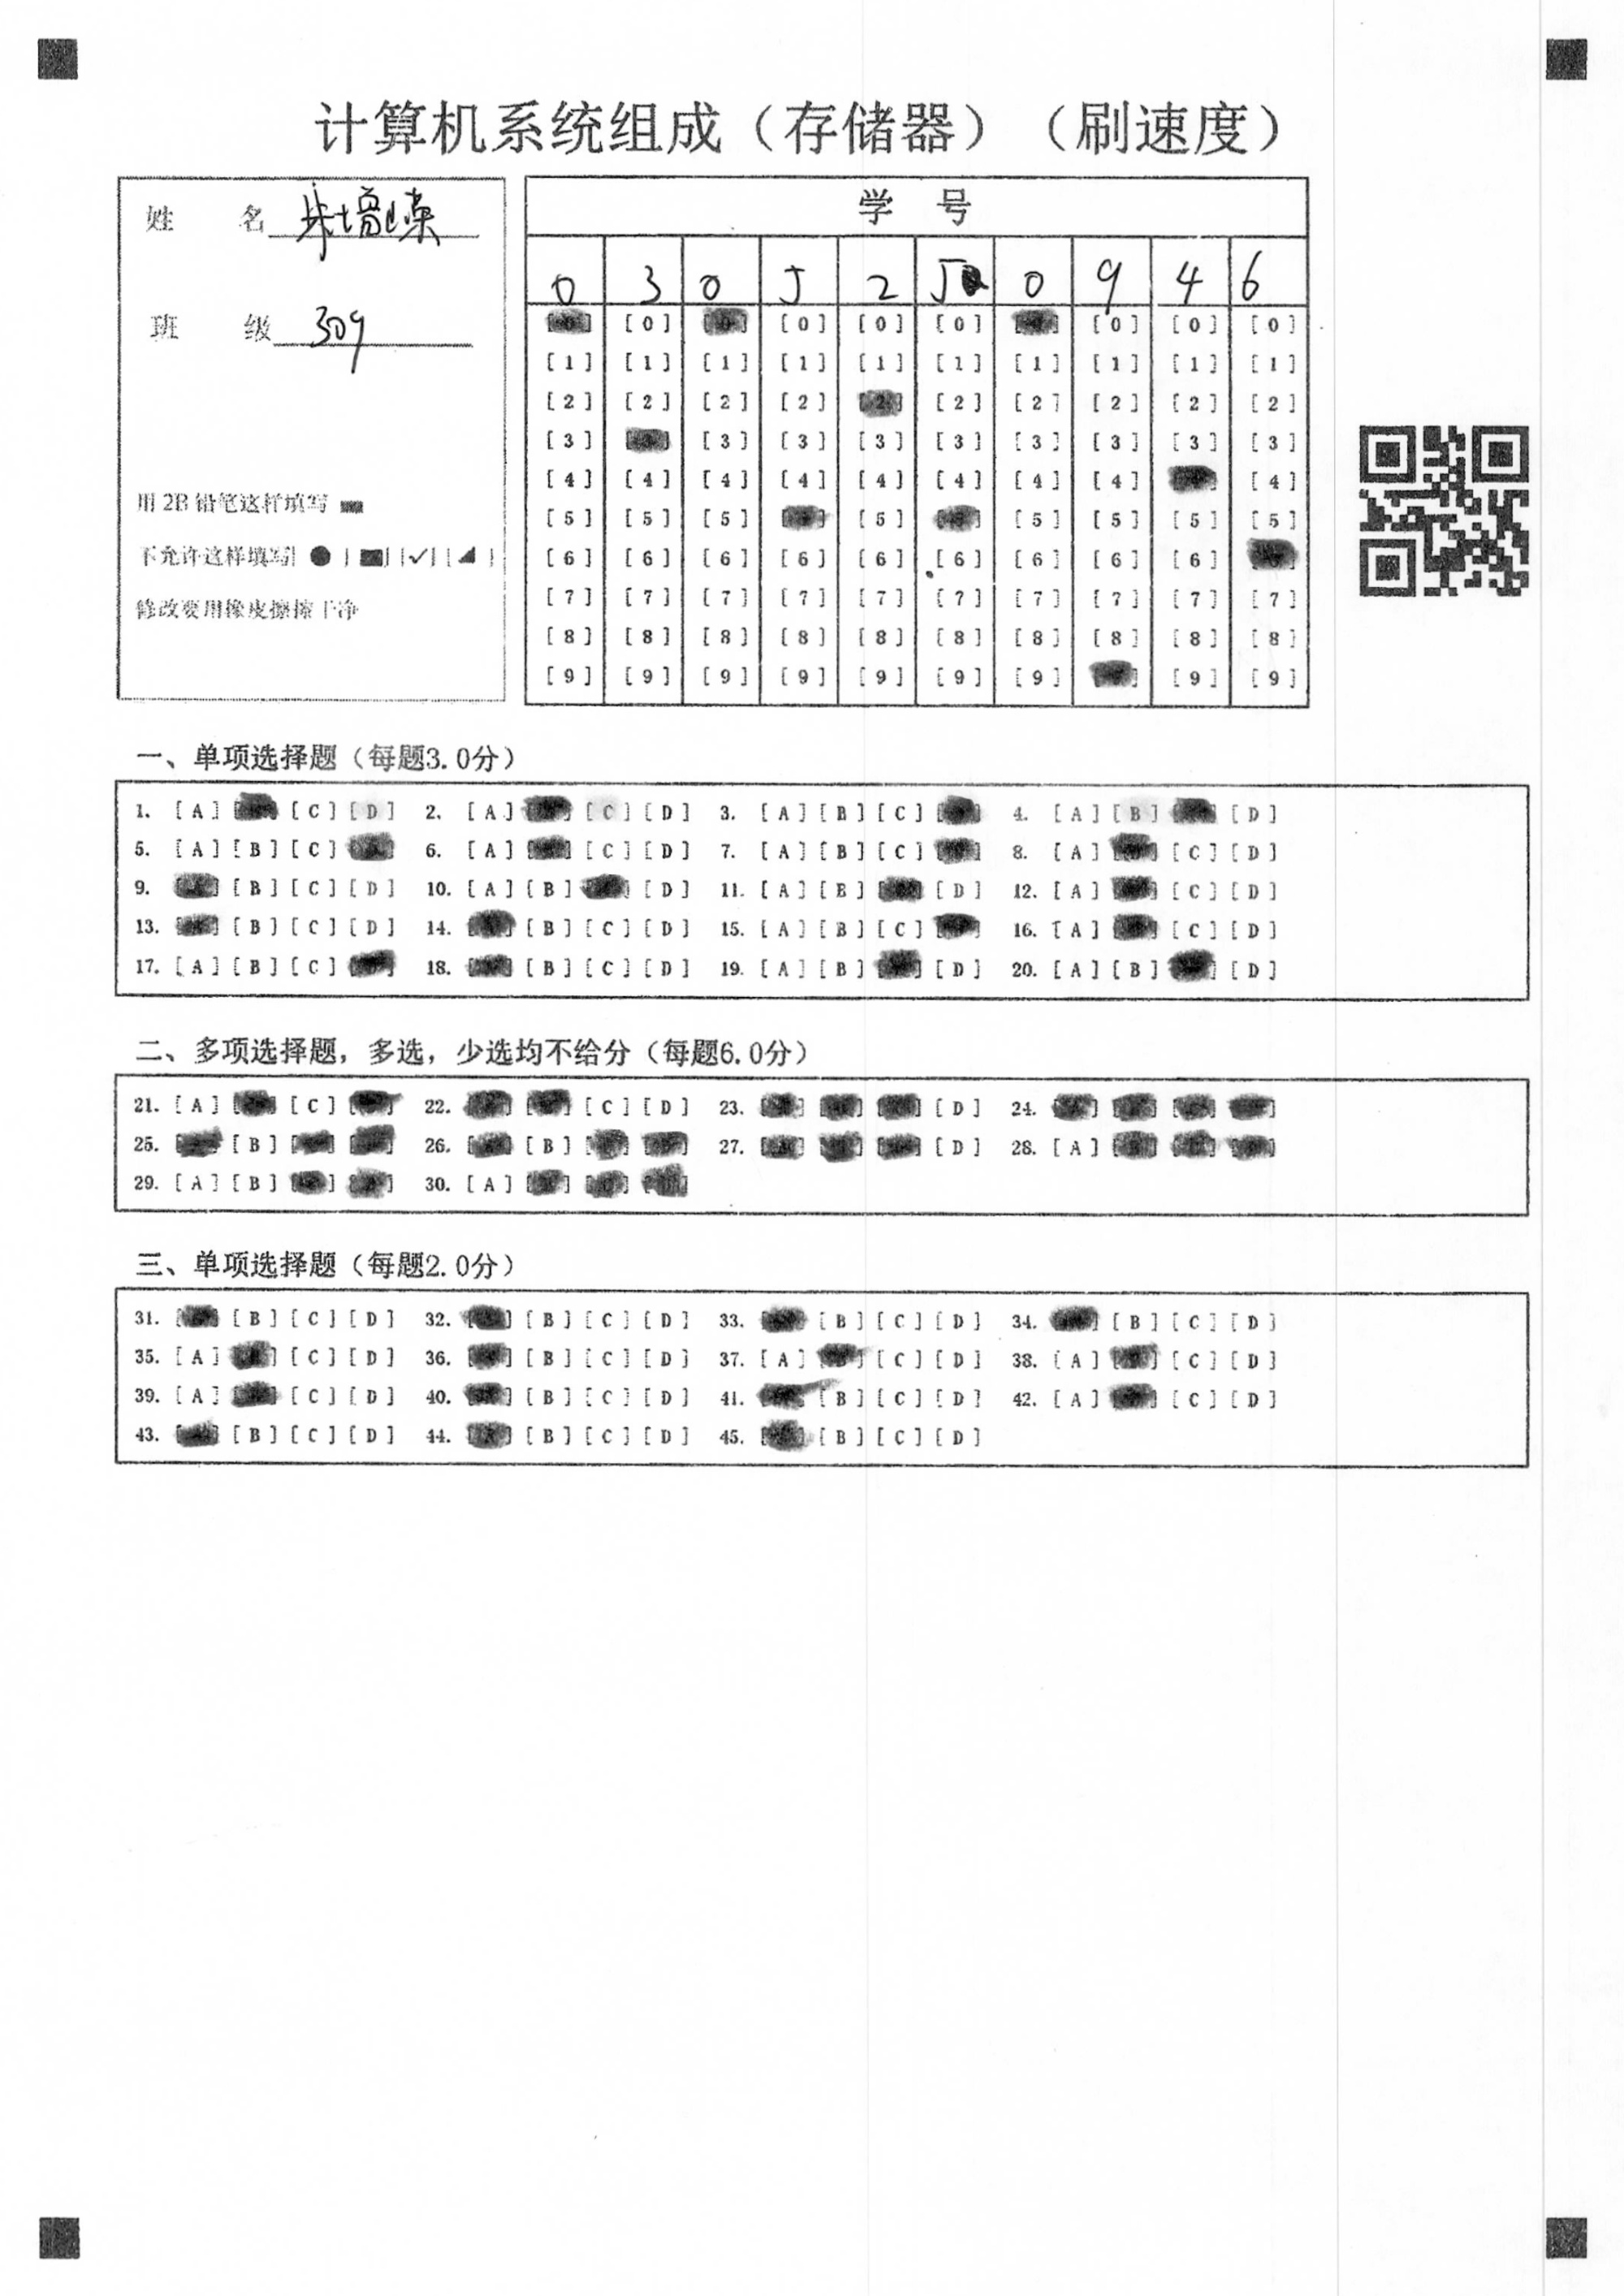 计算机系统组成（存储器）（刷速度）
姓 名
班 级 309
用2B铅笔这样填写
不允许这样填写
修改要用橡皮擦擦干净
学 号
0 3 0 5 2 5 0 9 4 6
[0] [0] [0] [0] [0] [0] [0]
[1] [1] [1] [1] [1] [1] [1] [1] [1] [1]
[2] [2] [2] [2] [2] [2] [2] [2] [2]
[3] [3] [3] [3] [3] [3] [3] [3] [3]
[4] [4] [4] [4] [4] [4] [4] [4] [4]
[5] [5] [5] [5] [5] [5] [5] [5]
[6] [6] [6] [6] [6] [6] [6] [6] [6]
[7] [7] [7] [7] [7] [7] [7] [7] [7] [7]
[8] [8] [8] [8] [8] [8] [8] [8] [8] [8]
[9] [9] [9] [9] [9] [9] [9] [9] [9]
一、单项选择题（每题3.0分）
1. [A] [C] [D] 2. [A] [C] [D] 3. [A] [B] [C] 4. [A] [B] [D]
5. [A] [B] [C] 6. [A] [C] [D] 7. [A] [B] [C] 8. [A] [C] [D]
9. [B] [C] [D] 10. [A] [B] [D] 11. [A] [B] [D] 12. [A] [C] [D]
13. [B] [C] [D] 14. [B] [C] [D] 15. [A] [B] [C] 16. [A] [C] [D]
17. [A] [B] [C] 18. [B] [C] [D] 19. [A] [B] [D] 20. [A] [B] [D]
二、多项选择题，多选，少选均不给分（每题6.0分）
21. [A] [C] 22. [C] [D] 23. [D] 24.
25. [B] 26. [B] 27. [D] 28. [A]
29. [A] [B] 30. [A]
三、单项选择题（每题2.0分）
31. [B] [C] [D] 32. [B] [C] [D] 33. [B] [C] [D] 34. [B] [C] [D]
35. [A] [C] [D] 36. [B] [C] [D] 37. [A] [C] [D] 38. [A] [C] [D]
39. [A] [C] [D] 40. [B] [C] [D] 41. [B] [C] [D] 42. [A] [C] [D]
43. [B] [C] [D] 44. [B] [C] [D] 45. [B] [C] [D]